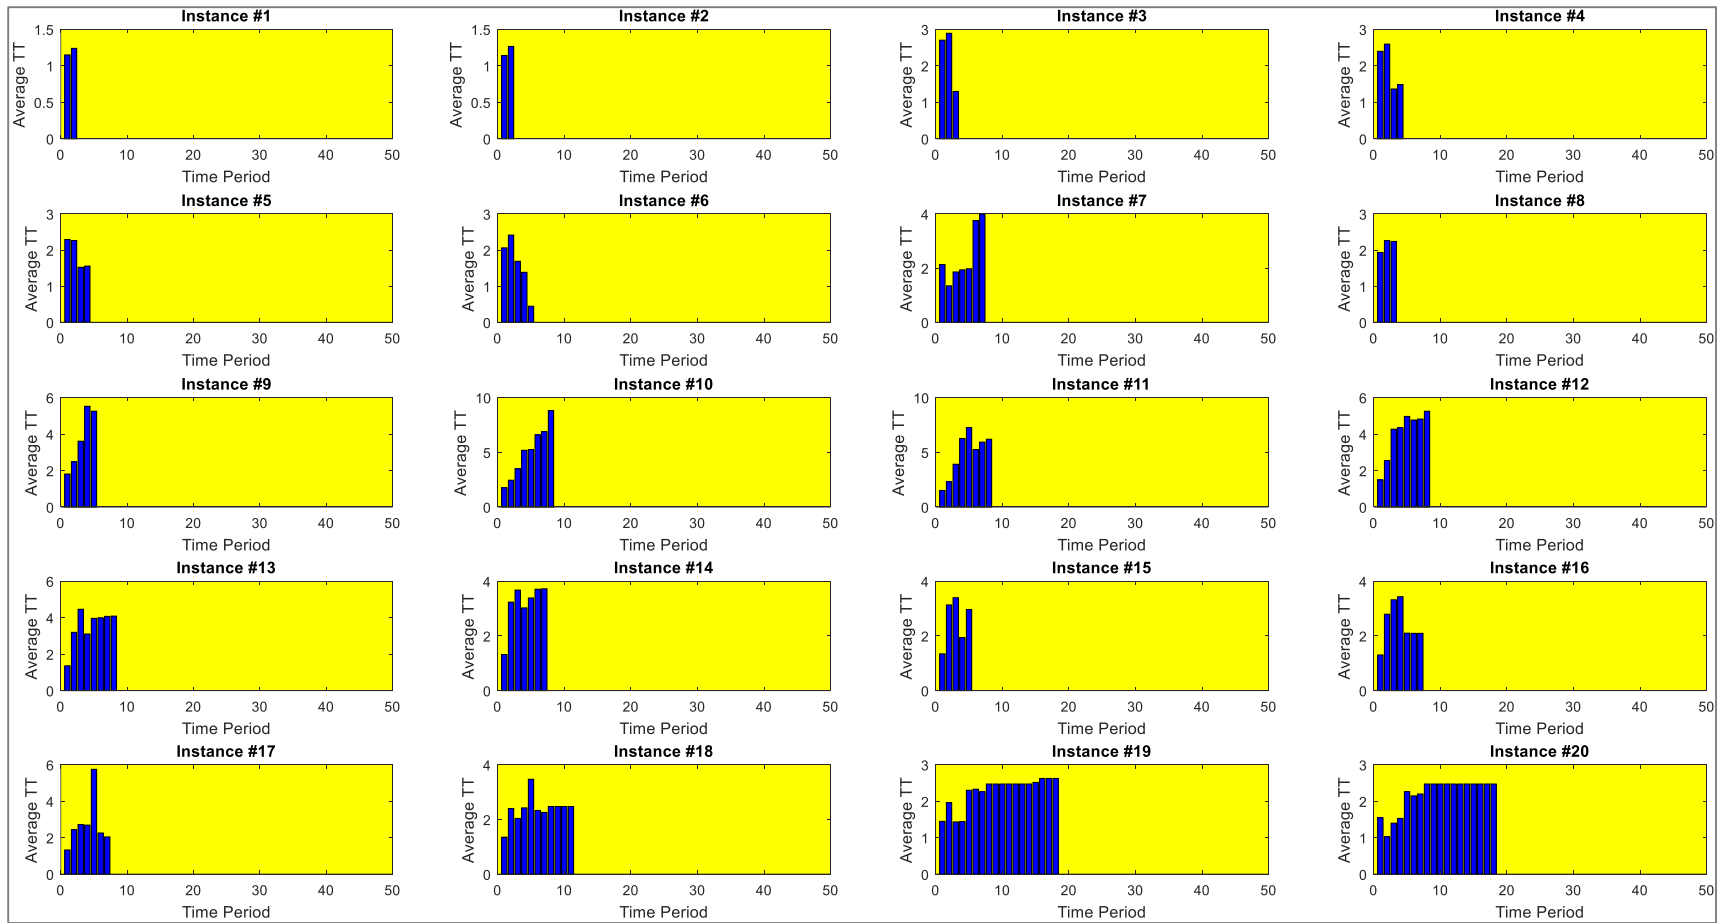 Instance #1 Instance #2 Instance #3 Instance #4
1.5 1.5 3 3
Average TT Average TT Average TT Average TT
1 1 2 2
0.5 0.5 1 1
0 0 0 0
0 10 20 30 40 50 0 10 20 30 40 50 0 10 20 30 40 50 0 10 20 30 40 50
Time Period Time Period Time Period Time Period
Instance #5 Instance #6 Instance #7 Instance #8
3 3 4 3
Average TT Average TT Average TT Average TT
2 2 2 2
1 1 1
0 0 0 0
0 10 20 30 40 50 0 10 20 30 40 50 0 10 20 30 40 50 0 10 20 30 40 50
Time Period Time Period Time Period Time Period
Instance #9 Instance #10 Instance #11 Instance #12
6 10 10 6
Average TT Average TT Average TT Average TT
4 5 5 4
2 2
0 0 0 0
0 10 20 30 40 50 0 10 20 30 40 50 0 10 20 30 40 50 0 10 20 30 40 50
Time Period Time Period Time Period Time Period
Instance #13 Instance #14 Instance #15 Instance #16
6 4 4 4
Average TT Average TT Average TT Average TT
4 2 2 2
2
0 0 0 0
0 10 20 30 40 50 0 10 20 30 40 50 0 10 20 30 40 50 0 10 20 30 40 50
Time Period Time Period Time Period Time Period
Instance #17 Instance #18 Instance #19 Instance #20
6 4 3 3
Average TT Average TT Average TT Average TT
4 2 2 2
2 1 1
0 0 0 0
0 10 20 30 40 50 0 10 20 30 40 50 0 10 20 30 40 50 0 10 20 30 40 50
Time Period Time Period Time Period Time Period